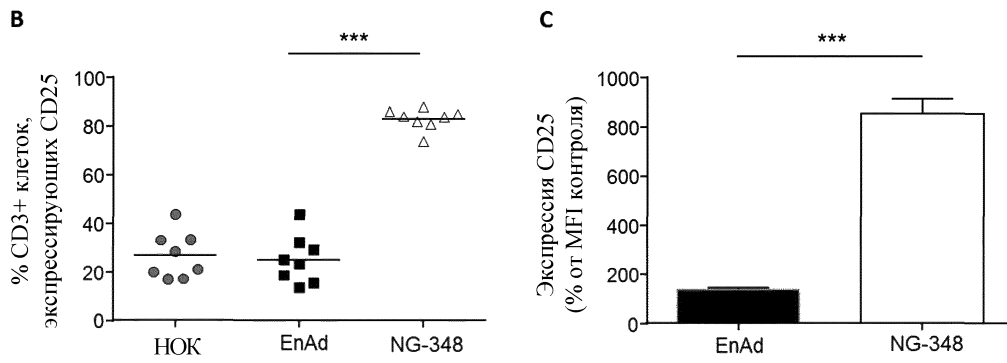 B
% CD3+ клеток,
экспрессирующих CD25
100
80
60
40
20
0
***
НОК
EnAd
NG-348
C
Экспрессия CD25
(% от MFI контроля)
1000
800
600
400
200
0
***
EnAd
NG-348